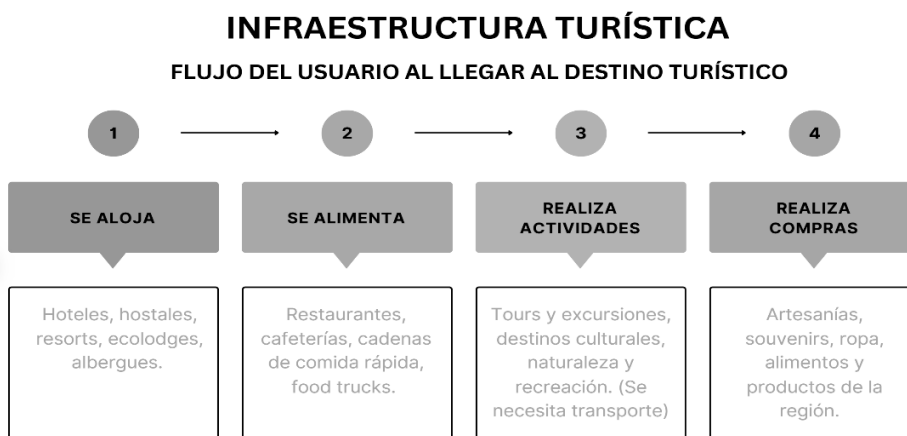 INFRAESTRUCTURA TURÍSTICA
FLUJO DEL USUARIO AL LLEGAR AL DESTINO TURÍSTICO
1
2
3
4
SE ALOJA
SE ALIMENTA
REALIZA
ACTIVIDADES
REALIZA
COMPRAS
Hoteles, hostales,
resorts, ecolodges,
albergues.
Restaurantes,
cafeterías, cadenas
de comida rápida,
food trucks.
Tours y excursiones,
destinos culturales,
naturaleza y
recreación. (Se
necesita transporte)
Artesanías,
souvenirs, ropa,
alimentos y
productos de la
región.